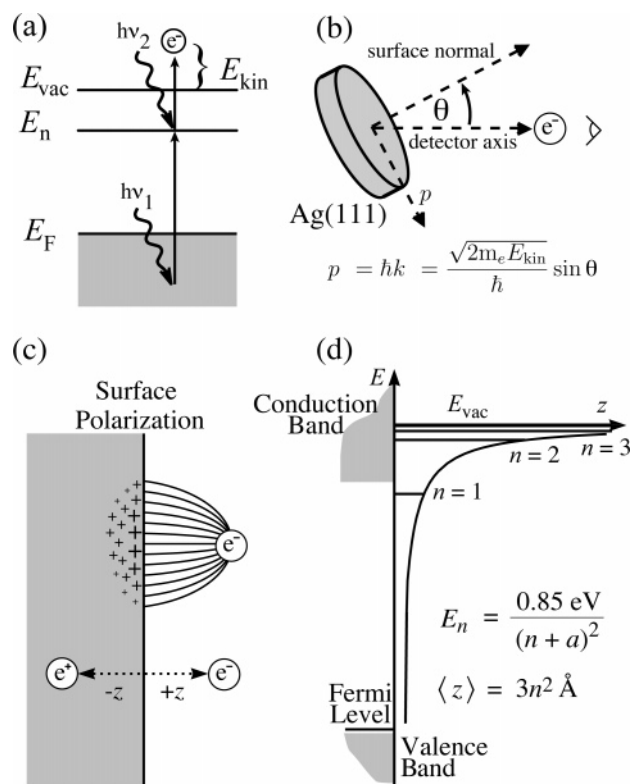 (a)
hν₂
e⁻
E_kin
E_vac
E_n
hν₁
E_F
(b)
surface normal
θ
e⁻
detector axis
p
Ag(111)
p = ħk = √(2m_e E_kin) / ħ sin θ
(c)
Surface
Polarization
+ + + + + + + + + + + + + + + + + + +
e⁻
e⁺
e⁻
-z
+z
(d)
E
Conduction
Band
E_vac
z
n = 2
n = 3
n = 1
E_n = 0.85 eV / (n + a)²
⟨z⟩ = 3n² Å
Fermi
Level
Valence
Band